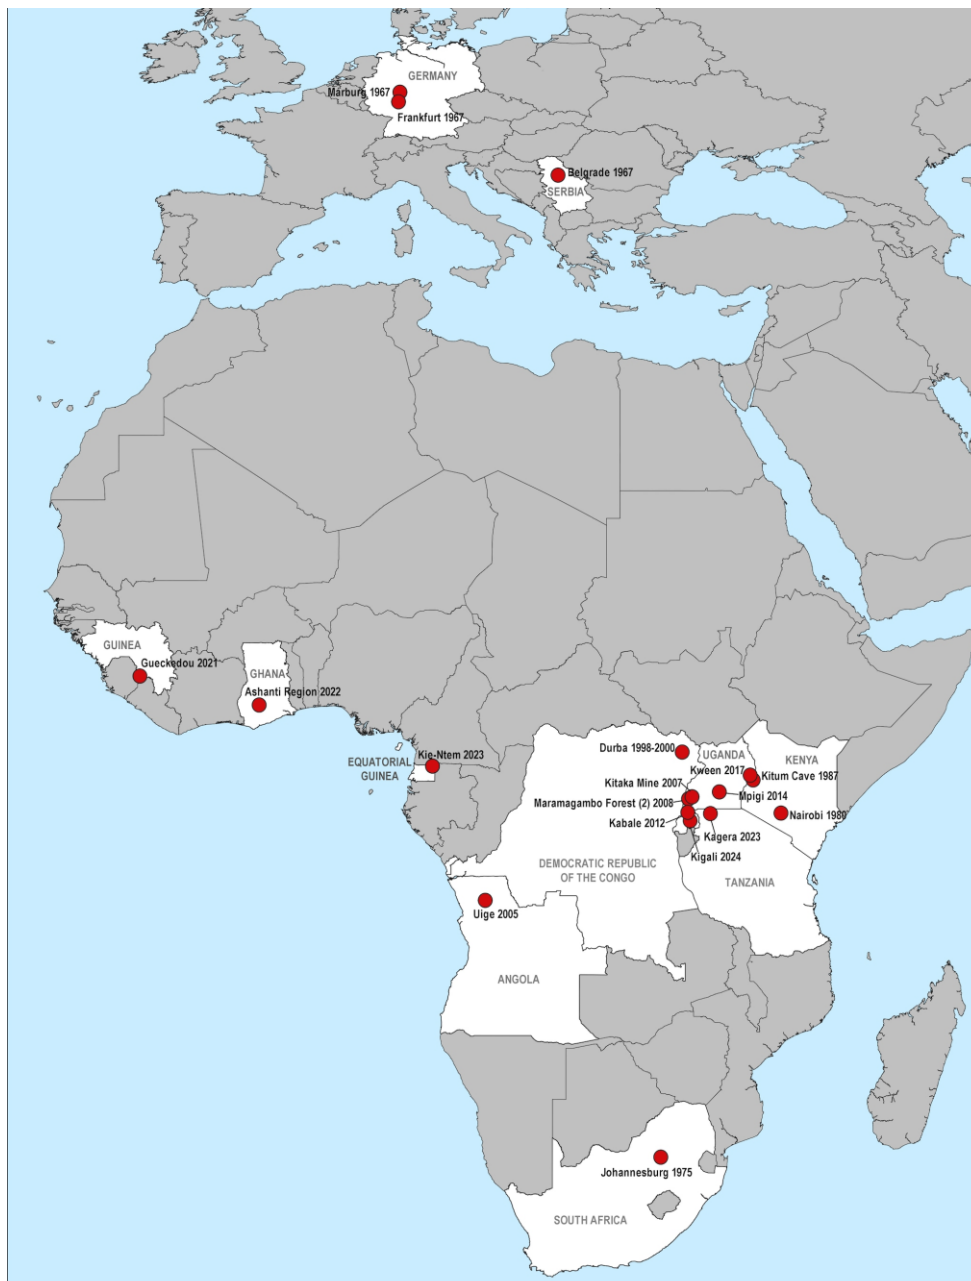 GERMANY
Marburg 1967
Frankfurt 1967
Belgrade 1967
SERBIA
GUINEA
Gueckedou 2021
GHANA
Ashanti Region 2022
Kie-Ntem 2023
EQUATORIAL
GUINEA
Durba 1998-2000
UGANDA
KENYA
Kween 2017
Kitum Cave 1987
Kitaka Mine 2007
Mpigi 2014
Maramagambo Forest (2) 2008
Nairobi 1980
Kabale 2012
Kagera 2023
Kigali 2024
DEMOCRATIC REPUBLIC
OF THE CONGO
TANZANIA
Uige 2005
ANGOLA
Johannesburg 1975
SOUTH AFRICA